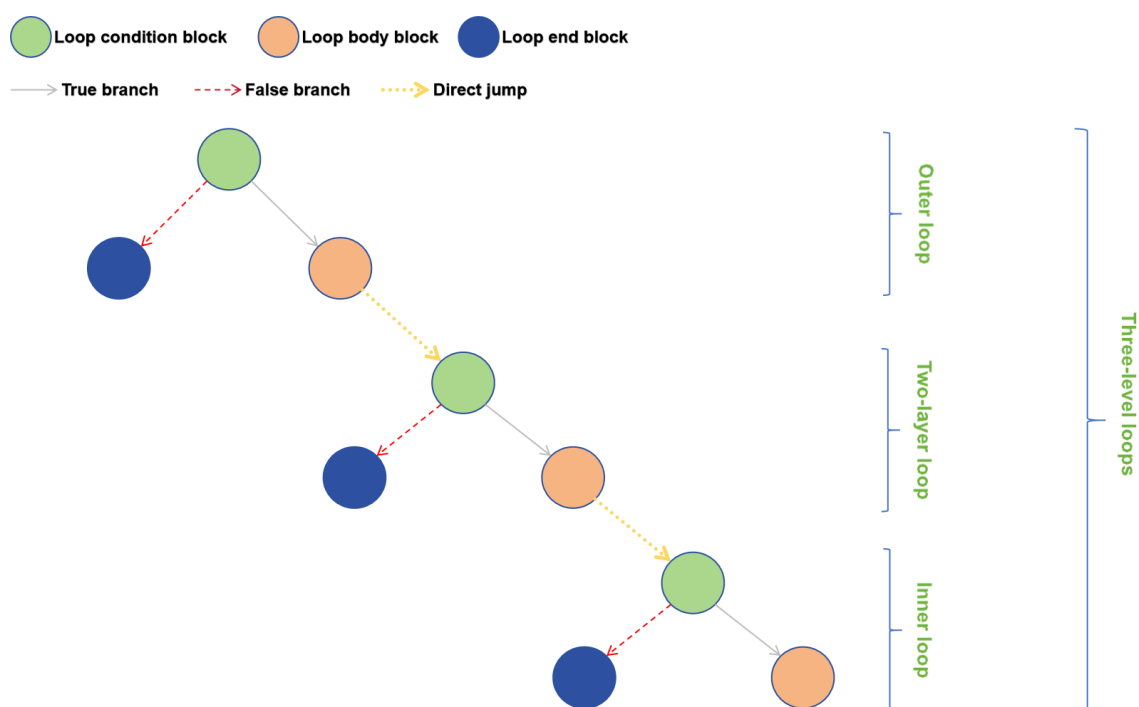 Loop condition block
Loop body block
Loop end block
True branch
False branch
Direct jump
Outer loop
Two-layer loop
Inner loop
Three-level loops